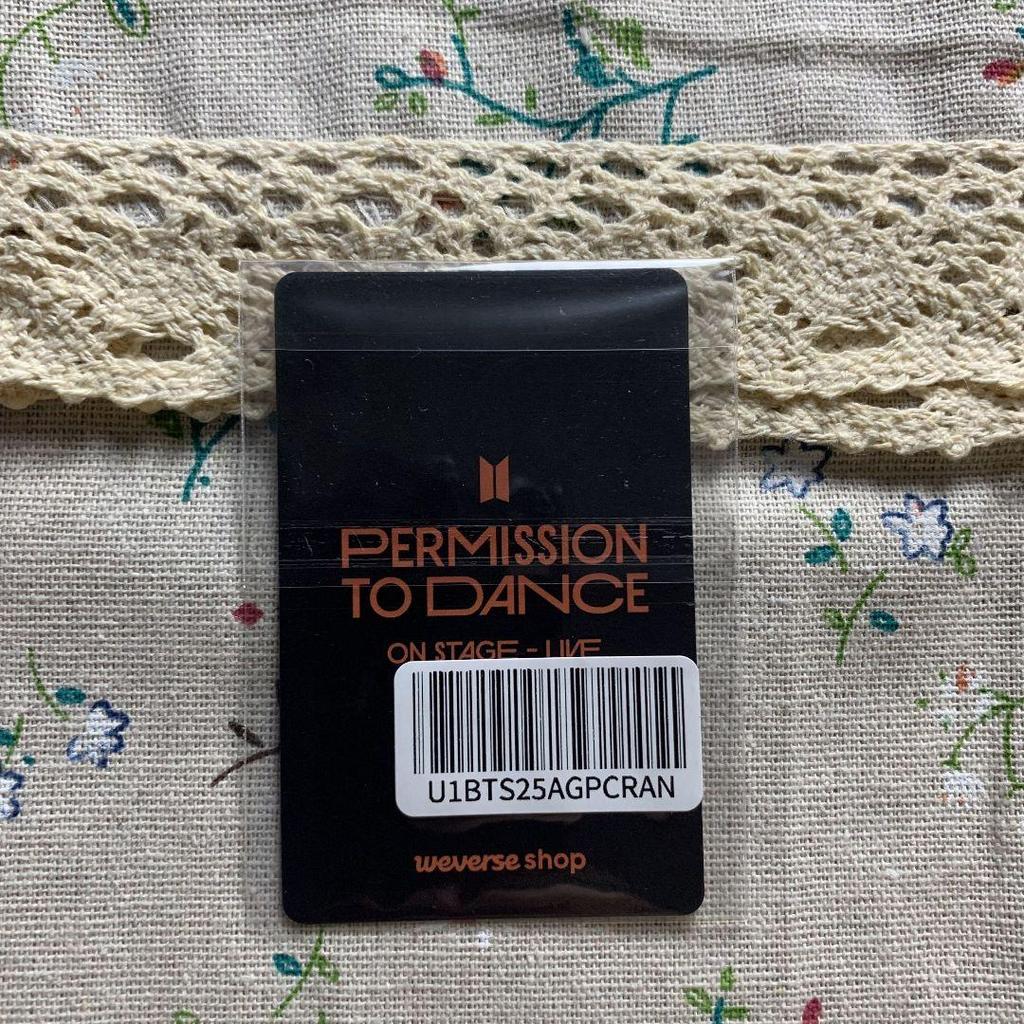 PERMISSION
TO DANCE
ON STAGE - LIVE
U1BTS25AGPCRAN
weverse shop